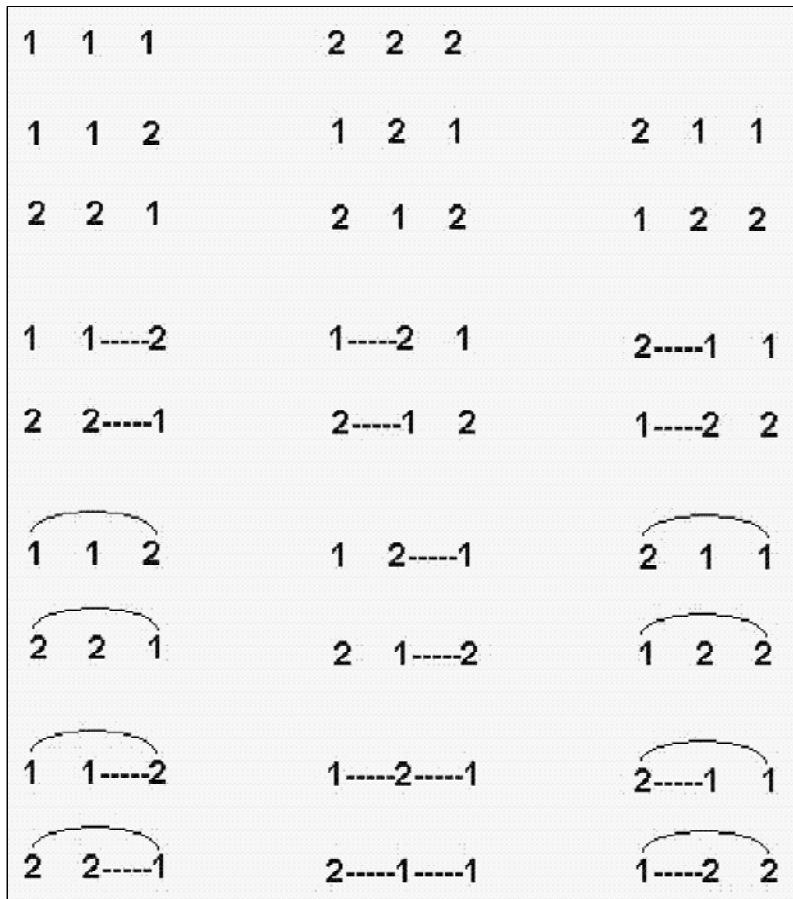 1 1 1 2 2 2
1 1 2 1 2 1 2 1 1
2 2 1 2 1 2 1 2 2
1 1-----2 1-----2 1 2-----1 1
2 2-----1 2-----1 2 1-----2 2
1 1 2 1 2-----1 2 1 1
2 2 1 2 1-----2 1 2 2
1 1-----2 1-----2-----1 2-----1 1
2 2-----1 2-----1-----1 1-----2 2